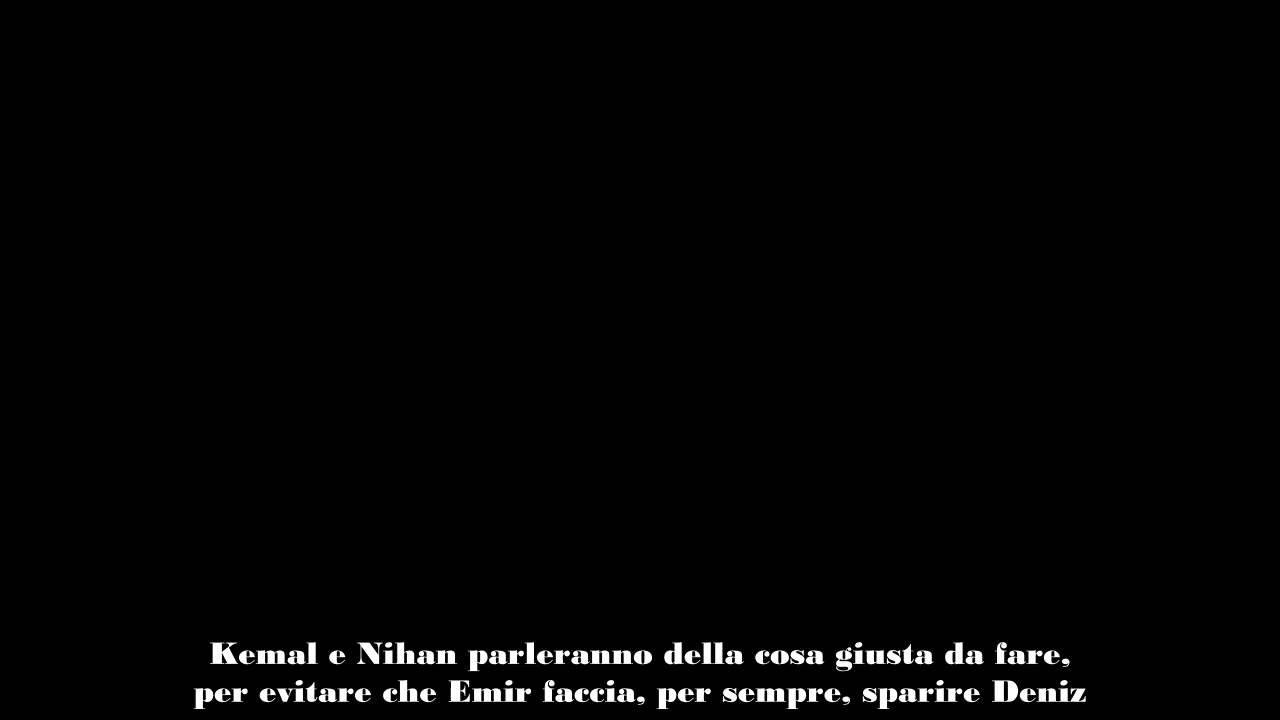 Kemal e Nihan parleranno della cosa giusta da fare,
per evitare che Emir faccia, per sempre, sparire Deniz